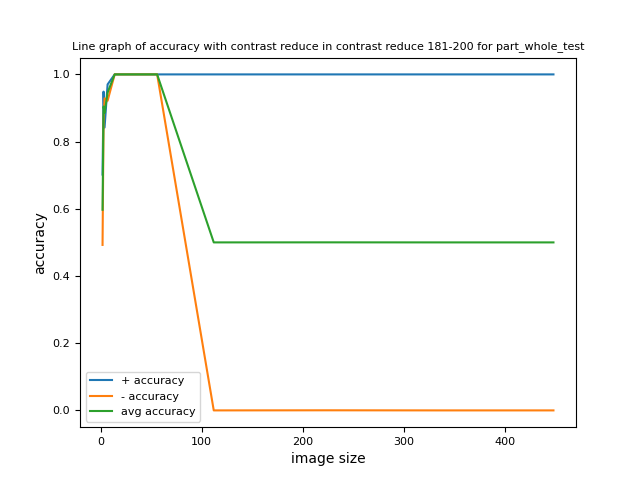 Line graph of accuracy with contrast reduce in contrast reduce 181-200 for part_whole_test
1.0
0.8
0.6
0.4
0.2
0.0
accuracy
+ accuracy
- accuracy
avg accuracy
0 100 200 300 400
image size